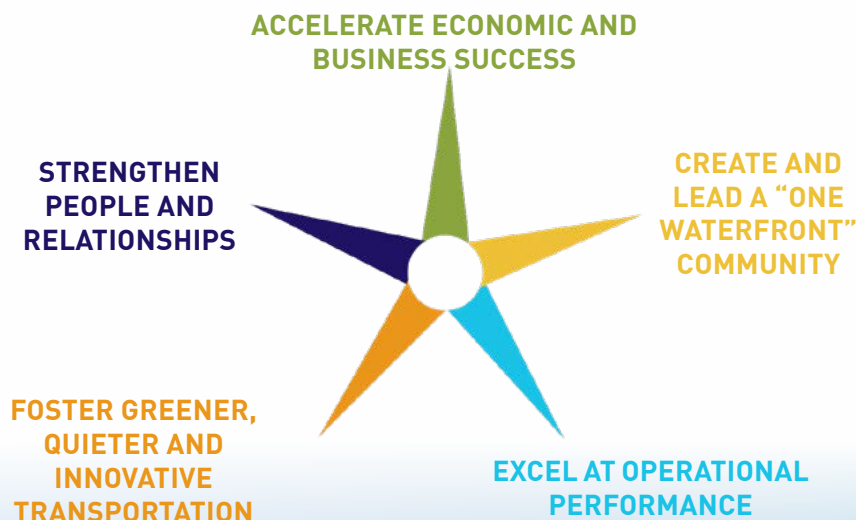 ACCELERATE ECONOMIC AND
BUSINESS SUCCESS
STRENGTHEN
PEOPLE AND
RELATIONSHIPS
CREATE AND
LEAD A “ONE
WATERFRONT”
COMMUNITY
FOSTER GREENER,
QUIETER AND
INNOVATIVE
TRANSPORTATION
EXCEL AT OPERATIONAL
PERFORMANCE